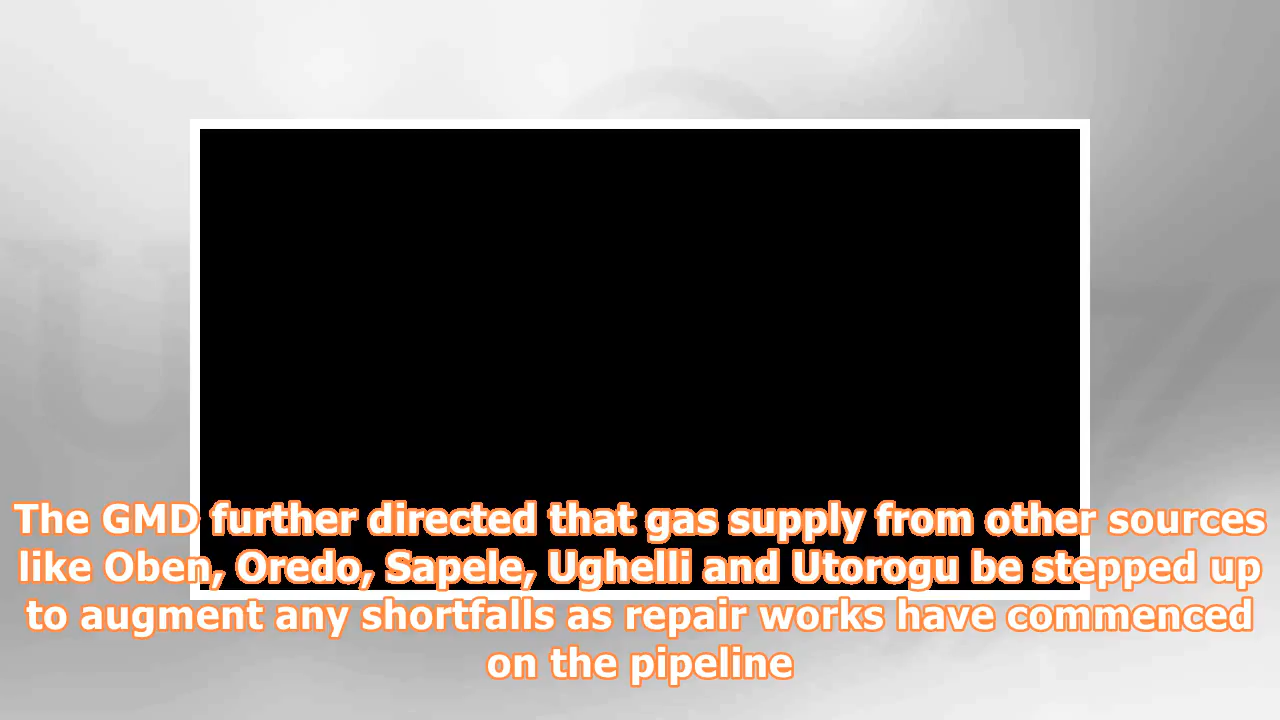 The GMD further directed that gas supply from other sources
like Oben, Oredo, Sapele, Ughelli and Utorogu be stepped up
to augment any shortfalls as repair works have commenced
on the pipeline